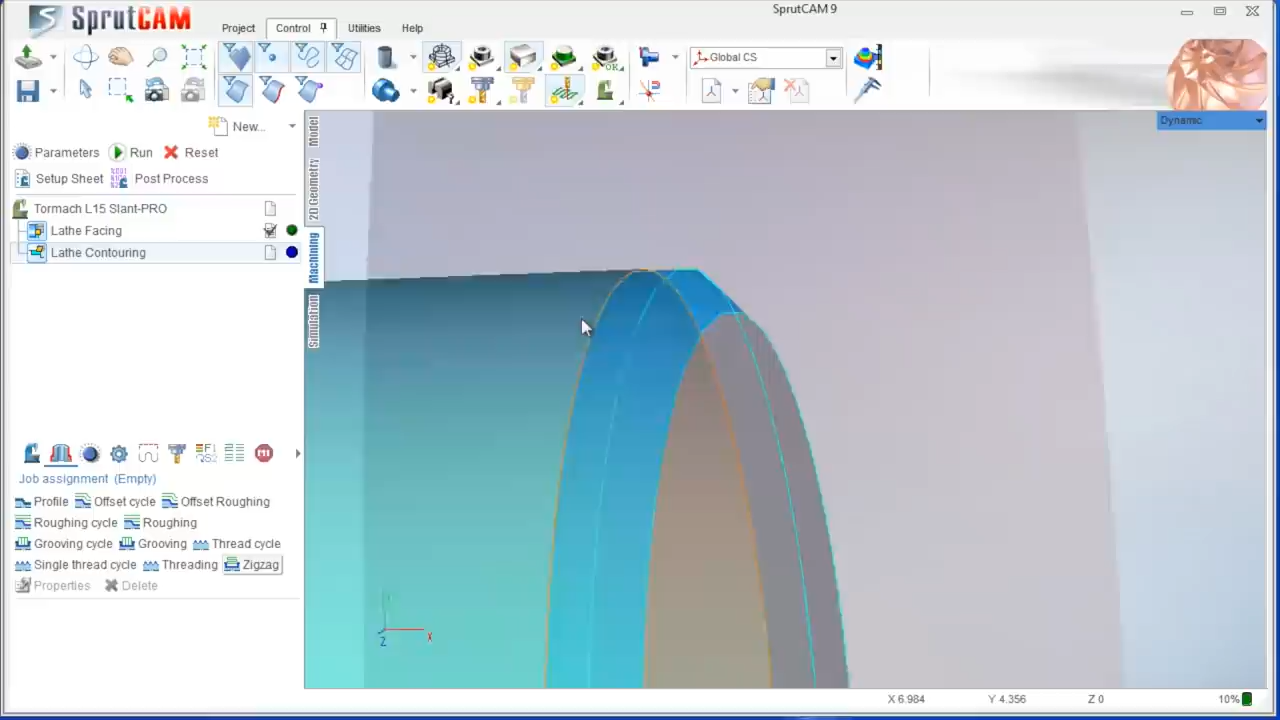 SprutCAM 9
SprutCAM
Project Control Utilities Help
Global CS
New...
Parameters Run Reset
Setup Sheet Post Process
Tormach L15 Slant-PRO
Lathe Facing
Lathe Contouring
Model
2D Geometry
Machining
Simulation
Dynamic
Job assignment (Empty)
Profile Offset cycle Offset Roughing
Roughing cycle Roughing
Grooving cycle Grooving Thread cycle
Single thread cycle Threading Zigzag
Properties Delete
Z X
X 6.984 Y 4.356 Z 0 10%